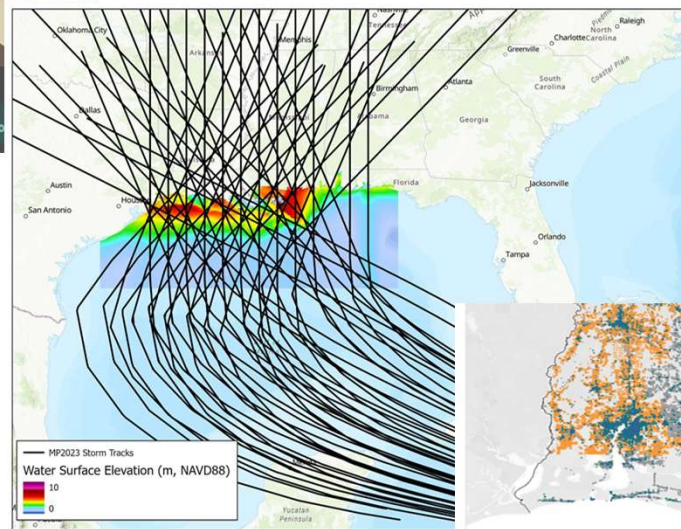 Nashville
Raleigh
Oklahoma City
Tennessee
Piedmont
North
Carolina
Memphis
Charlotte
Arkansas
Greenville
South
Carolina
Coastal Plain
Birmingham
Atlanta
Dallas
Alabama
Georgia
Austin
Florida
Jacksonville
San Antonio
Orlando
Tampa
MP2023 Storm Tracks
Water Surface Elevation (m, NAVD88)
10
0
Yucatan
Peninsula